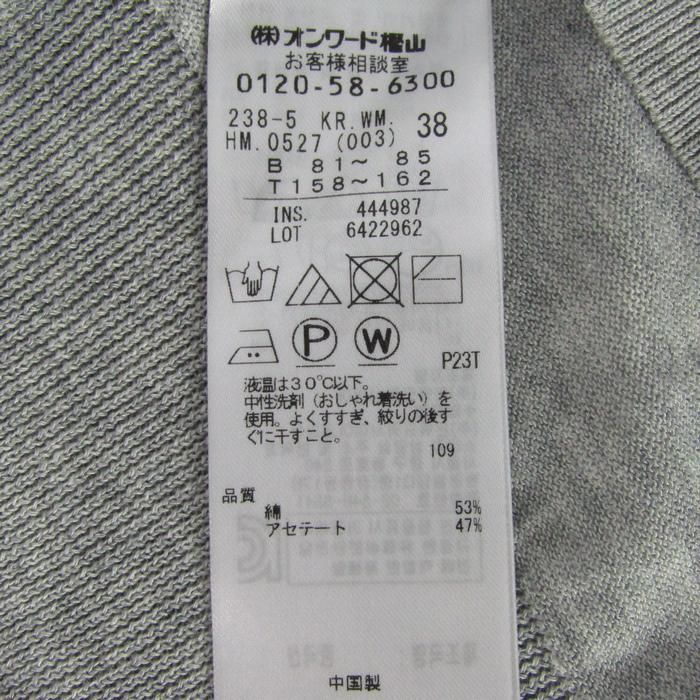 (株)オンワード樫山
お客様相談室
0120-58-6300
238-5 KR.WM. 38
HM.0527 (003)
B 81～ 85
T158～162
INS. 444987
LOT 6422962
P W
P23T
液温は30℃以下。
中性洗剤（おしゃれ着洗い）を
使用。よくすすぎ、絞りの後す
ぐに干すこと。
109
品質
綿 53%
アセテート 47%
中国製